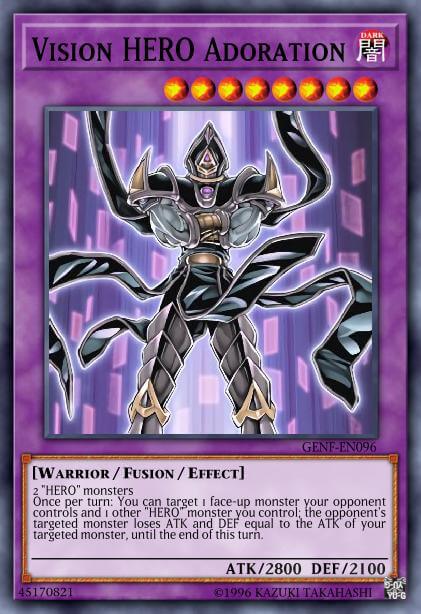 VISION HERO ADORATION
DARK
闇
GENF-EN096
[WARRIOR / FUSION / EFFECT]
2 "HERO" monsters
Once per turn: You can target 1 face-up monster your opponent
controls and 1 other "HERO" monster you control; the opponent's
targeted monster loses ATK and DEF equal to the ATK of your
targeted monster, until the end of this turn.
ATK/2800 DEF/2100
45170821
©1996 KAZUKI TAKAHASHI